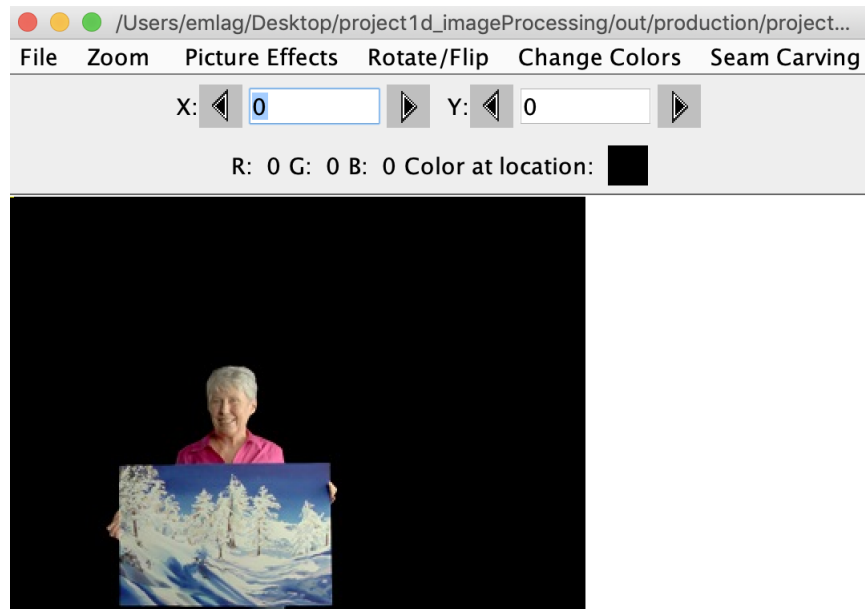 /Users/emlag/Desktop/project1d_imageProcessing/out/production/project...
File Zoom Picture Effects Rotate/Flip Change Colors Seam Carving
X: 0 Y: 0
R: 0 G: 0 B: 0 Color at location: